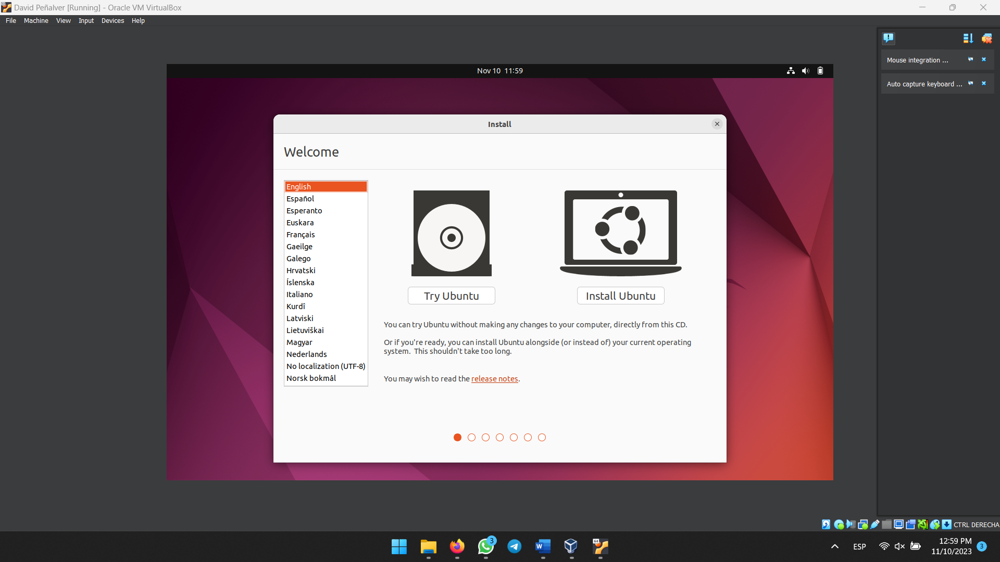 David Peñalver [Running] - Oracle VM VirtualBox
File Machine View Input Devices Help
Mouse integration ...
Auto capture keyboard ...
Nov 10 11:59
Install
Welcome
English
Español
Esperanto
Euskara
Français
Gaeilge
Galego
Hrvatski
Íslenska
Italiano
Kurdî
Latviski
Lietuviškai
Magyar
Nederlands
No localization (UTF-8)
Norsk bokmål
Try Ubuntu
Install Ubuntu
You can try Ubuntu without making any changes to your computer, directly from this CD.
Or if you're ready, you can install Ubuntu alongside (or instead of) your current operating
system. This shouldn't take too long.
You may wish to read the release notes.
CTRL DERECHA
64
3
W
64
ESP
12:59 PM
11/10/2023
3